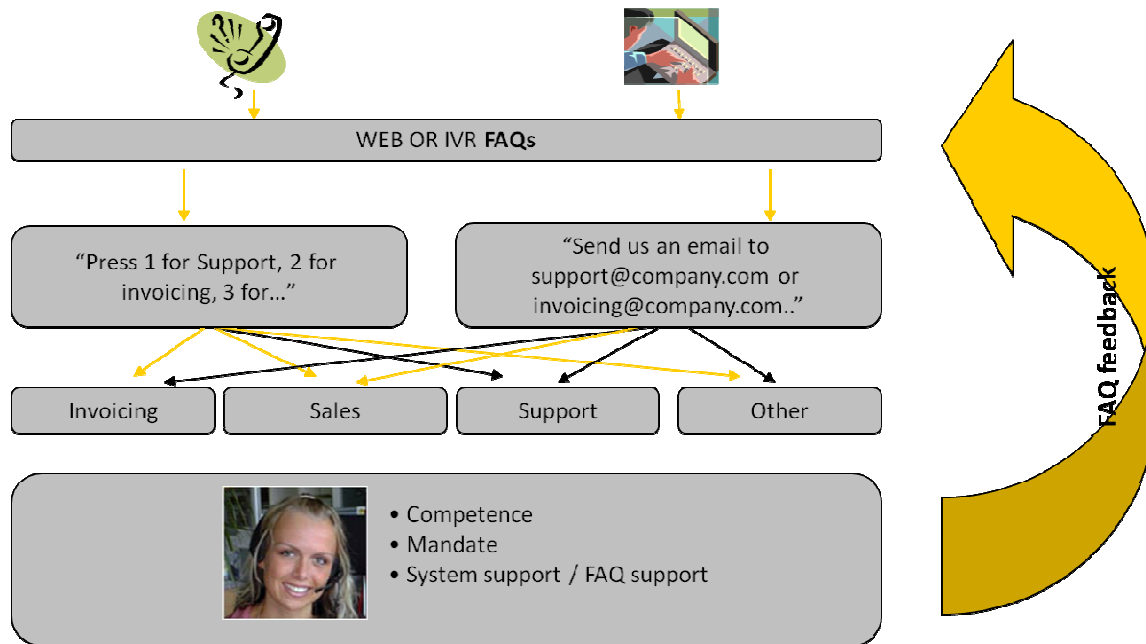 WEB OR IVR FAQs
“Press 1 for Support, 2 for
invoicing, 3 for…”
“Send us an email to
support@company.com or
invoicing@company.com..”
Invoicing
Sales
Support
Other
• Competence
• Mandate
• System support / FAQ support
FAQ feedback